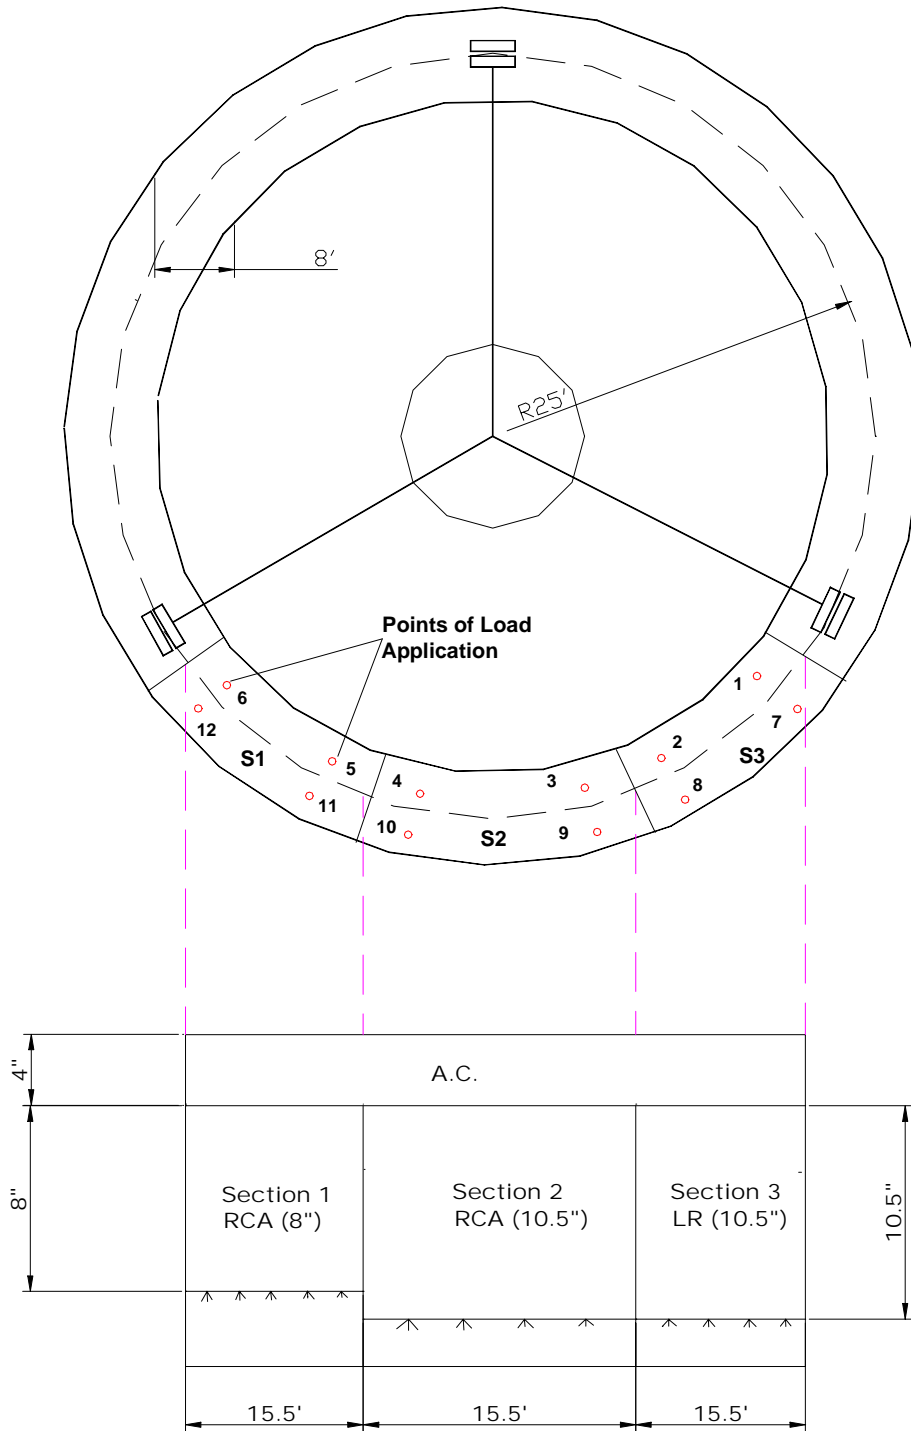 8'
R25'
Points of Load
Application
6
1
12
7
S1
5
2
S3
4
3
8
11
10
S2
9
4"
A.C.
8"
Section 1
RCA (8")
Section 2
RCA (10.5")
Section 3
LR (10.5")
10.5"
15.5'
15.5'
15.5'